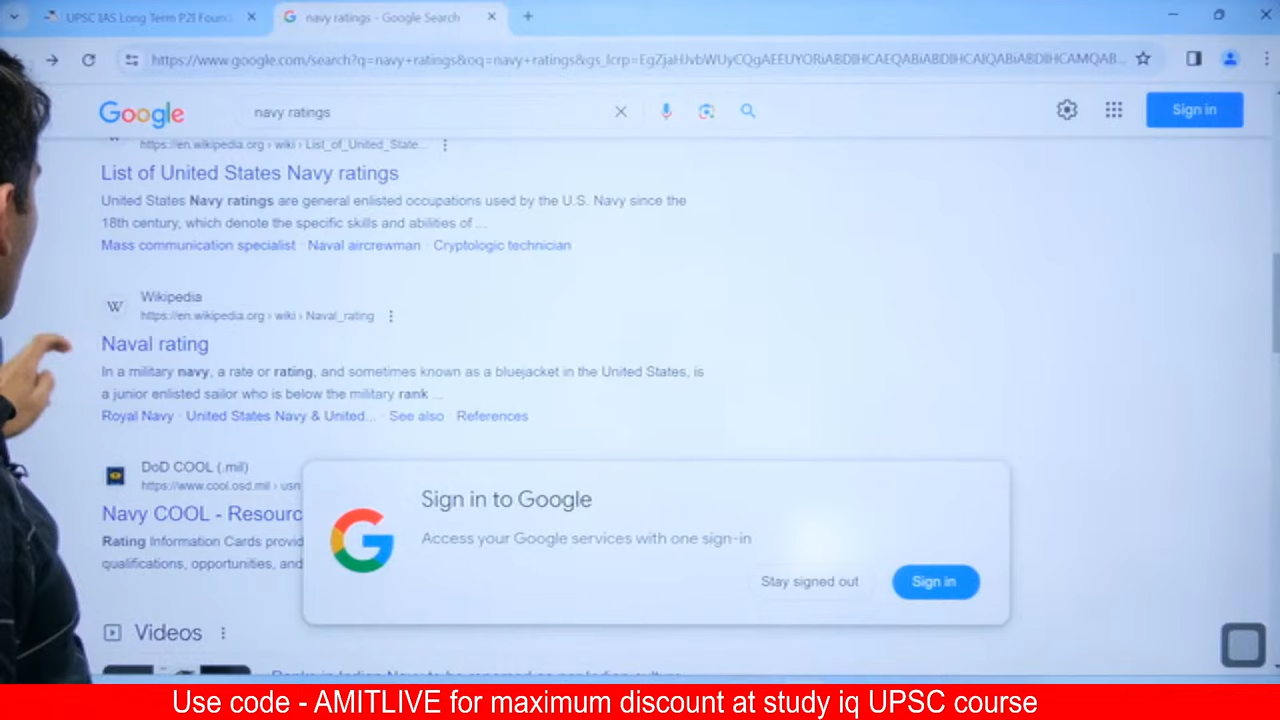 UPSC IAS Long Term P2I Found
navy ratings - Google Search
https://www.google.com/search?q=navy+ratings&oq=navy+ratings&gs_lcrp=
Google
navy ratings
Sign in
https://en.wikipedia.org › wiki › List_of_United_State...
List of United States Navy ratings
United States Navy ratings are general enlisted occupations used by the U.S. Navy since the
18th century, which denote the specific skills and abilities of ...
Mass communication specialist · Naval aircrewman · Cryptologic technician
W
Wikipedia
https://en.wikipedia.org › wiki › Naval_rating
Naval rating
In a military navy, a rate or rating, and sometimes known as a bluejacket in the United States, is
a junior enlisted sailor who is below the military rank ...
Royal Navy · United States Navy & United... · See also · References
DoD COOL (.mil)
https://www.cool.osd.mil › usn
Navy COOL - Resourc
Rating Information Cards provid
qualifications, opportunities, and
Sign in to Google
Access your Google services with one sign-in
Stay signed out
Sign in
Videos
Use code - AMITLIVE for maximum discount at study iq UPSC course